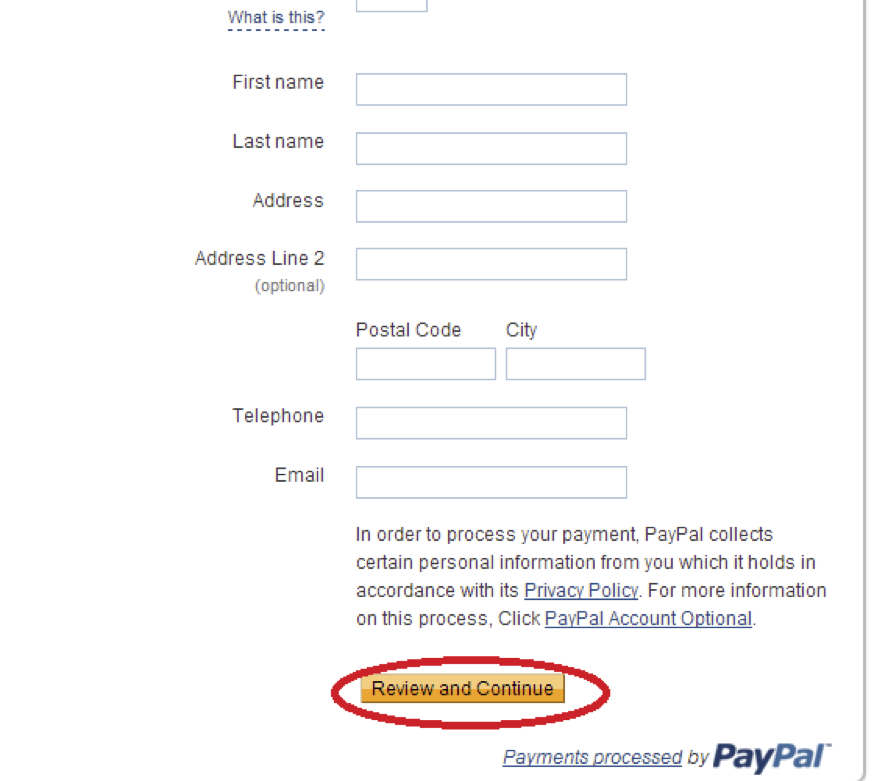 What is this?
First name
Last name
Address
Address Line 2
(optional)
Postal Code City
Telephone
Email
In order to process your payment, PayPal collects
certain personal information from you which it holds in
accordance with its Privacy Policy. For more information
on this process, Click PayPal Account Optional.
Review and Continue
Payments processed by PayPal™